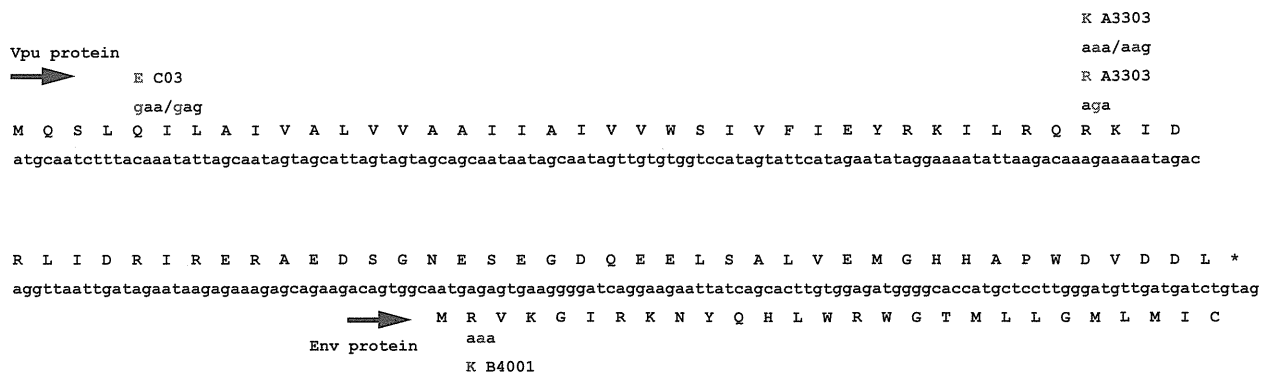 K A3303
Vpu protein
aaa/aag
E C03
R A3303
gaa/gag
aga
M Q S L Q I L A I V A L V V A A I I A I V V W S I V F I E Y R K I L R Q R K I D
atgcaatctttacaaatattagcaatagtagcattagtagtagcagcaataatagcaatagttgtgtggtccatagtattcatagaatataggaaaatattaagacaaagaaaaatagac
R L I D R I R E R A E D S G N E S E G D Q E E L S A L V E M G H H A P W D V D D L *
aggttaattgatagaataagagaaagagcagaagacagtggcaatgagagtgaaggggatcaggaagaattatcagcacttgtggagatggggcaccatgctccttgggatgttgatgatctgtag
M R V K G I R K N Y Q H L W R W G T M L L G M L M I C
aaa
Env protein
K B4001